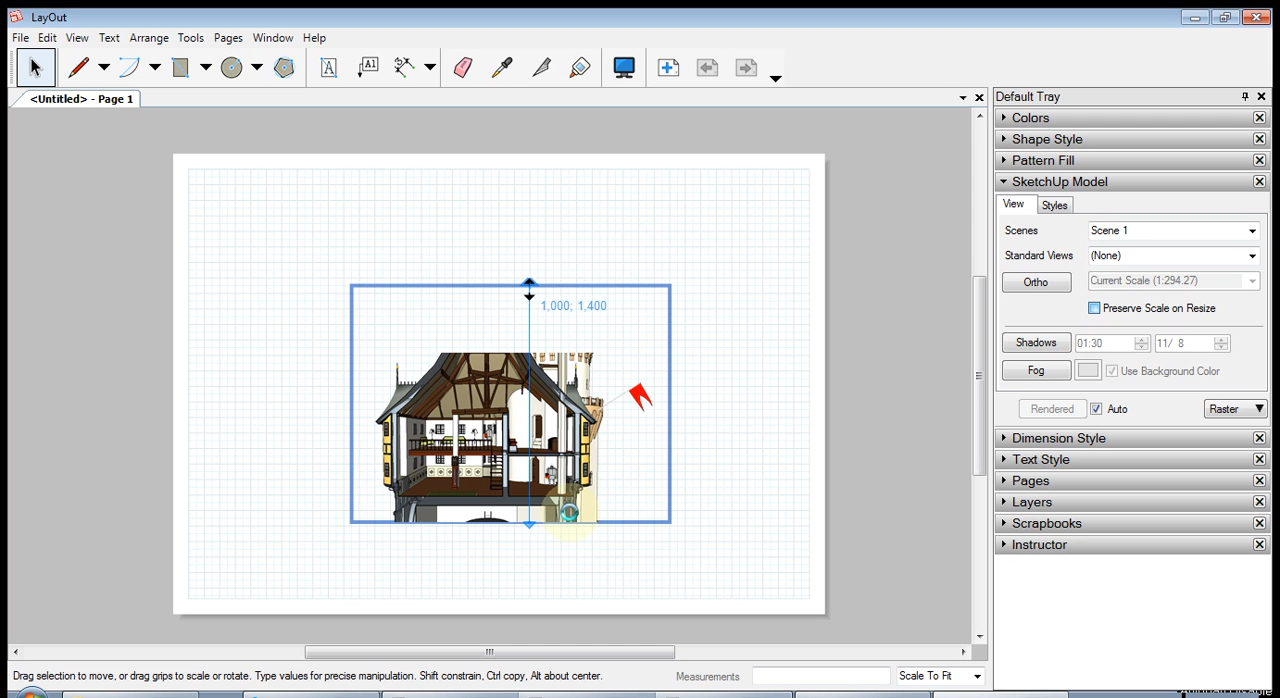 LayOut
File Edit View Text Arrange Tools Pages Window Help
A A1
<Untitled> - Page 1
1,000; 1,400
Default Tray
Colors
Shape Style
Pattern Fill
SketchUp Model
View Styles
Scenes Scene 1
Standard Views (None)
Ortho Current Scale (1:294.27)
Preserve Scale on Resize
Shadows 01:30 11/ 8
Fog Use Background Color
Rendered Auto Raster
Dimension Style
Text Style
Pages
Layers
Scrapbooks
Instructor
Drag selection to move, or drag grips to scale or rotate. Type values for precise manipulation. Shift constrain, Ctrl copy, Alt about center. Measurements Scale To Fit